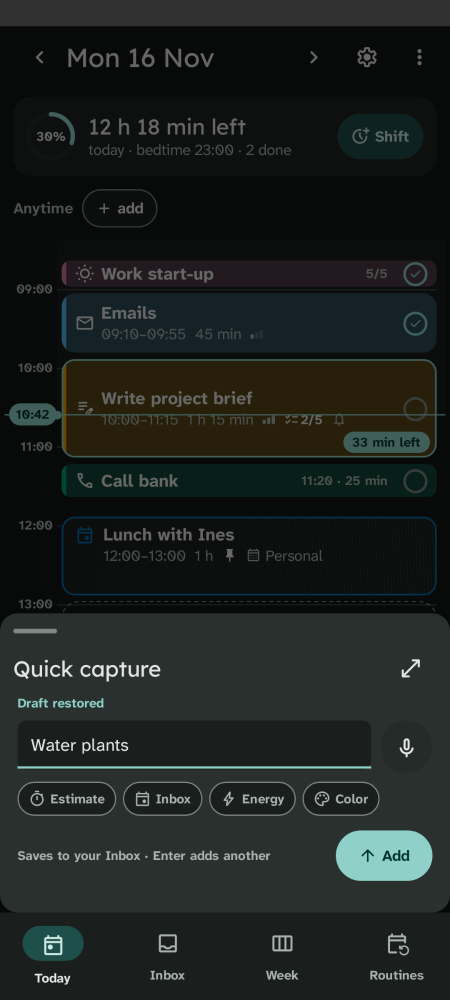 Mon 16 Nov
30%
12 h 18 min left
today · bedtime 23:00 · 2 done
Shift
Anytime
+ add
Work start-up
5/5
09:00
Emails
09:10–09:55 45 min
10:00
Write project brief
10:00–11:15 1 h 15 min 2/5
10:42
33 min left
11:00
Call bank
11:20 · 25 min
12:00
Lunch with Ines
12:00–13:00 1 h Personal
13:00
Quick capture
Draft restored
Water plants
Estimate
Inbox
Energy
Color
Saves to your Inbox · Enter adds another
Add
Today
Inbox
Week
Routines